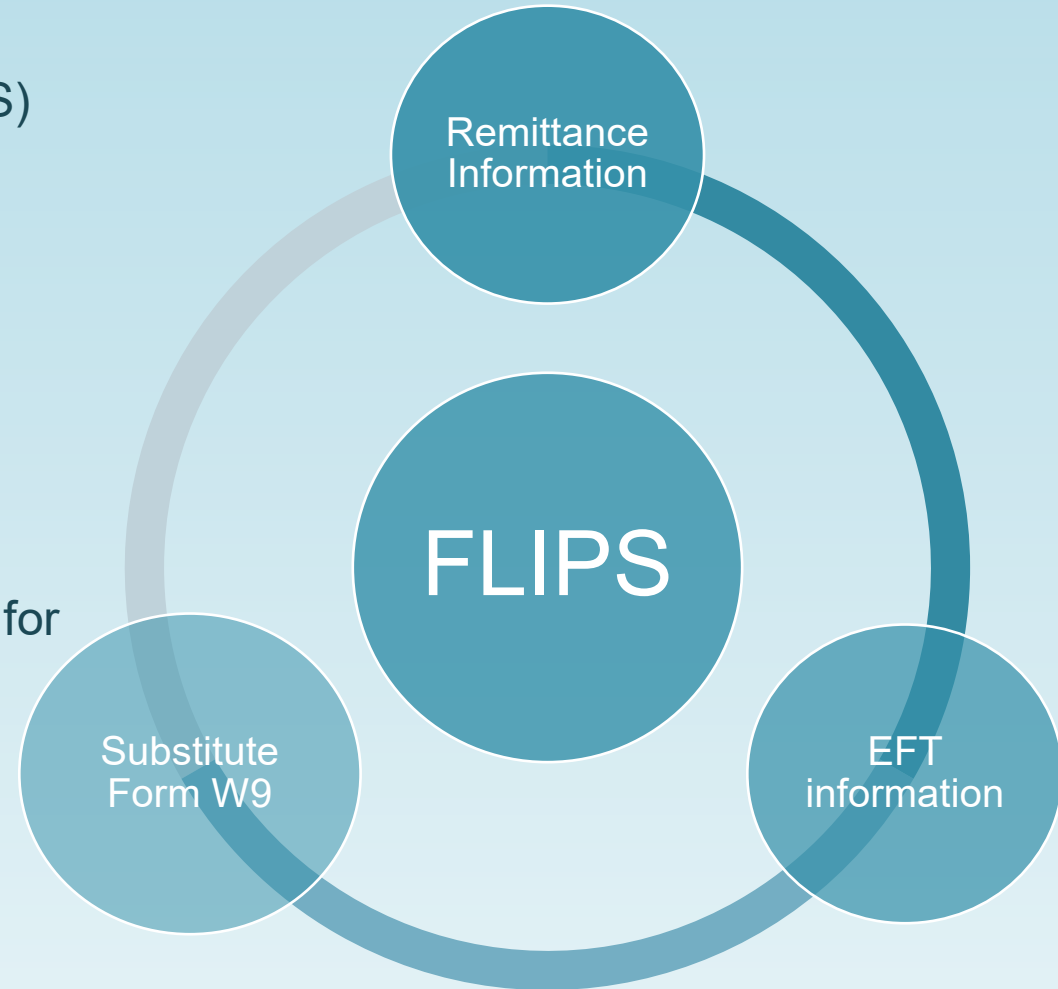 S)
Remittance
Information
FLIPS
for
Substitute
Form W9
EFT
information